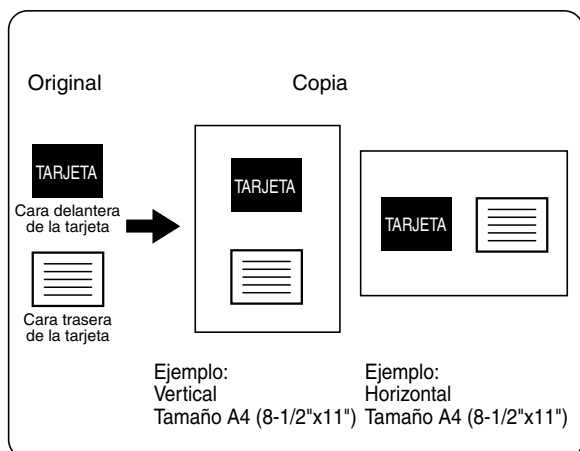 Original
Copia
TARJETA
Cara delantera
de la tarjeta
Cara trasera
de la tarjeta
TARJETA
TARJETA
Ejemplo:
Vertical
Tamaño A4 (8-1/2"x11")
Ejemplo:
Horizontal
Tamaño A4 (8-1/2"x11")